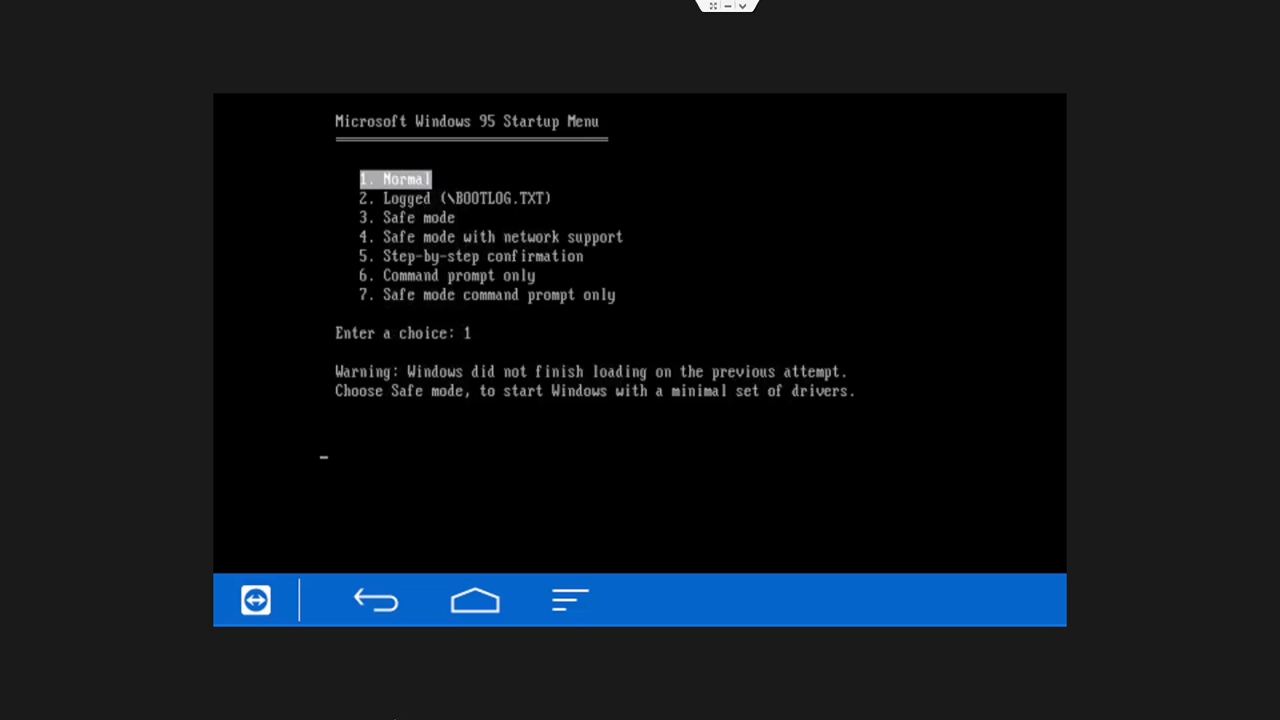 Microsoft Windows 95 Startup Menu
1. Normal
2. Logged (\BOOTLOG.TXT)
3. Safe mode
4. Safe mode with network support
5. Step-by-step confirmation
6. Command prompt only
7. Safe mode command prompt only
Enter a choice: 1
Warning: Windows did not finish loading on the previous attempt.
Choose Safe mode, to start Windows with a minimal set of drivers.